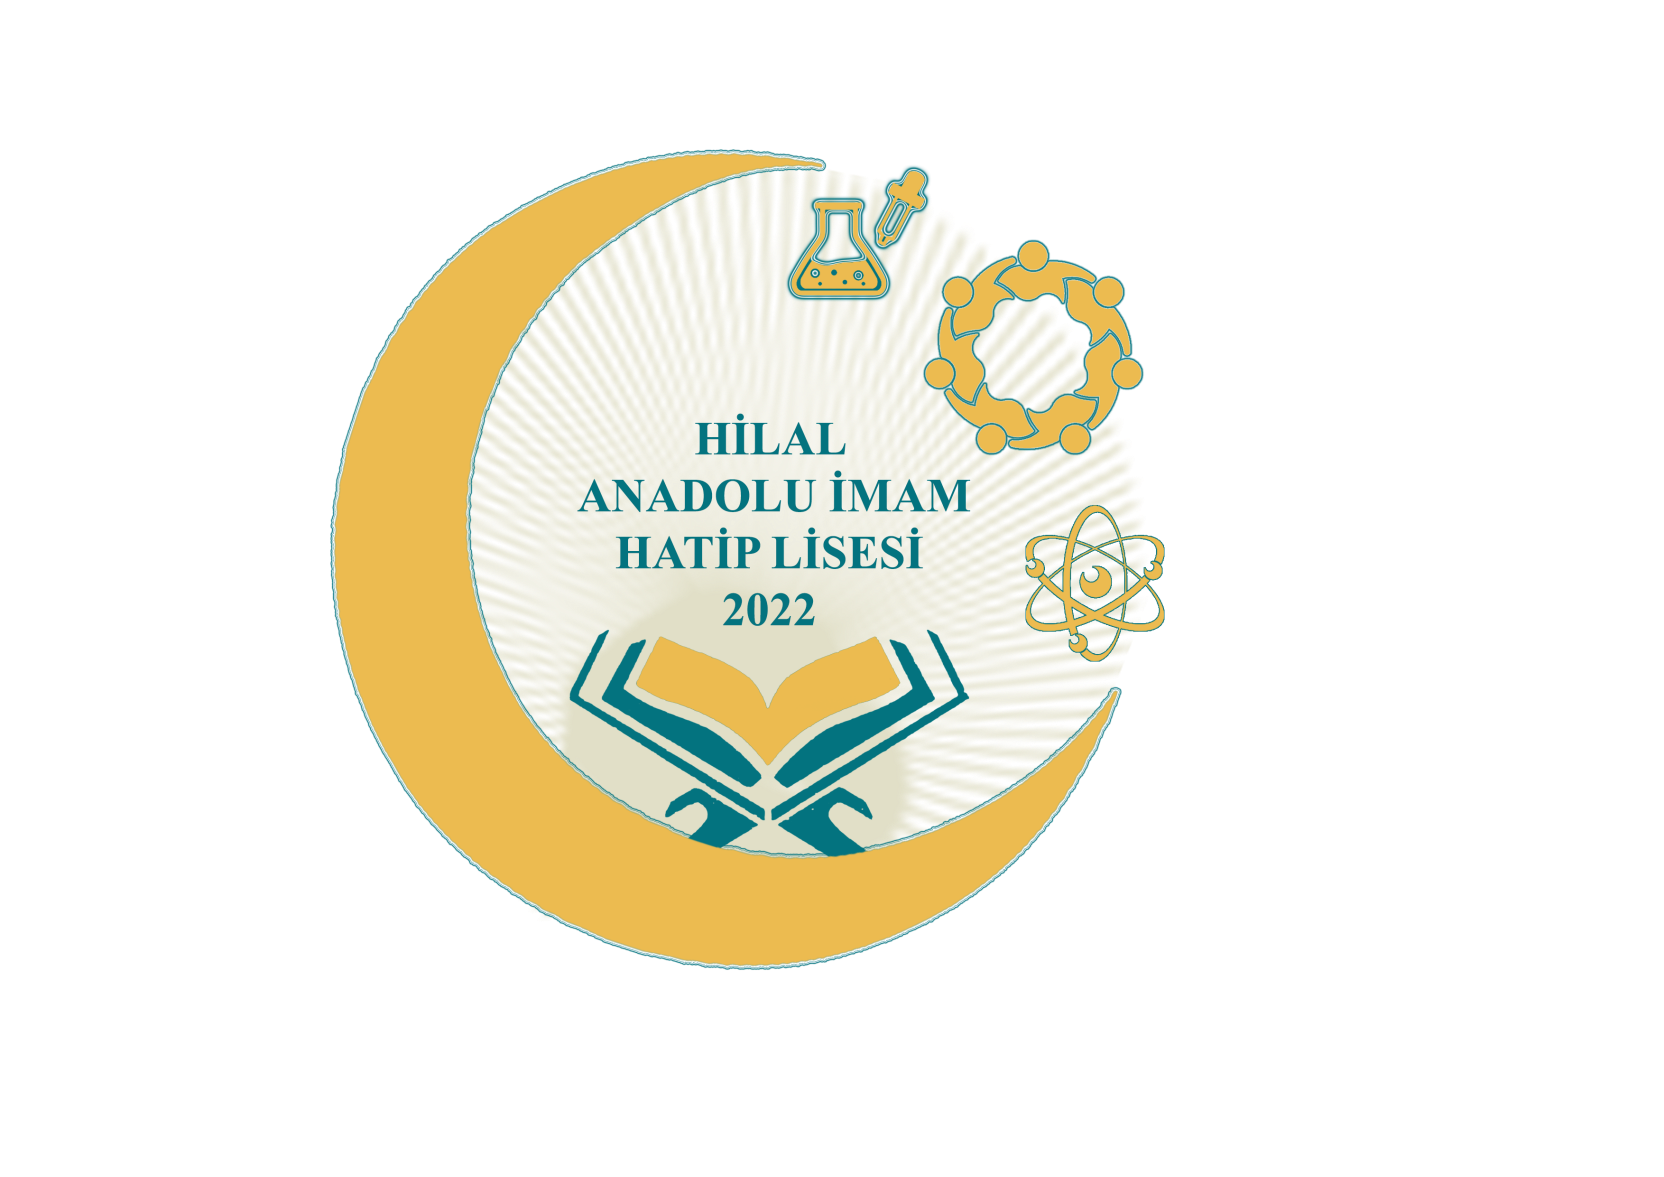 HİLAL
ANADOLU İMAM
HATİP LİSESİ
2022